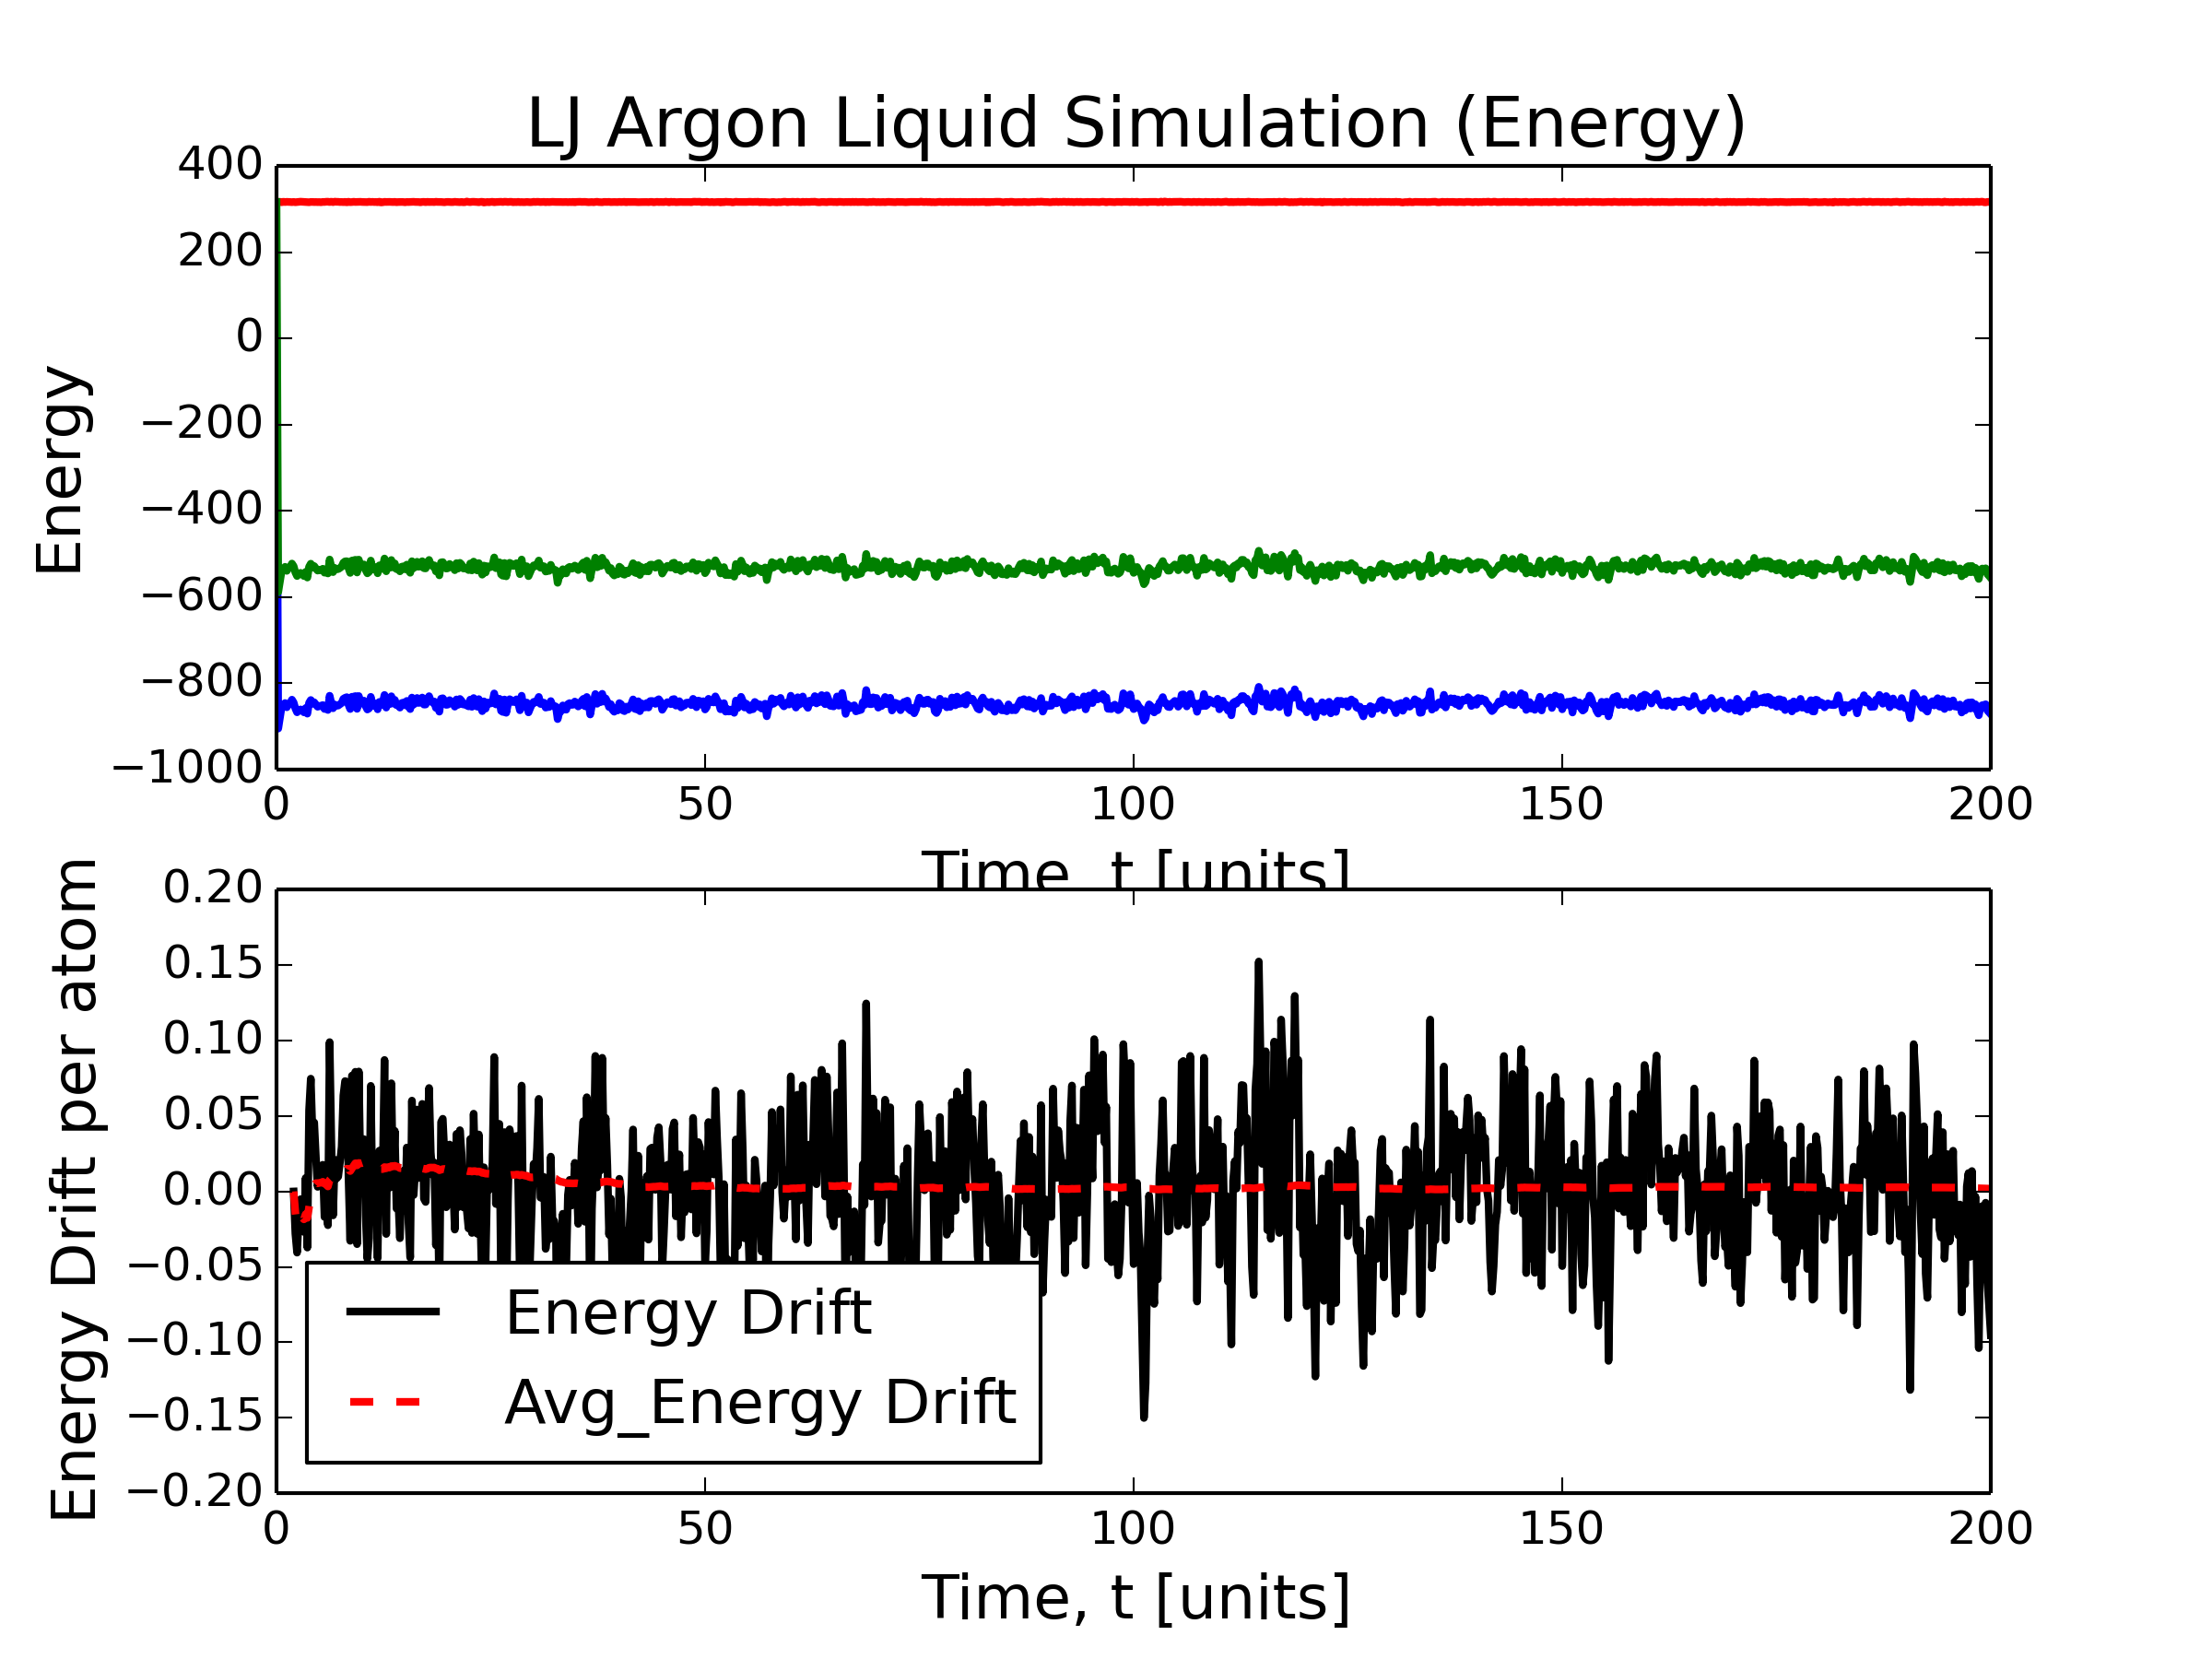 LJ Argon Liquid Simulation (Energy)
400
200
0
−200
−400
−600
−800
−1000
Energy
0 50 100 150 200
Time, t [units]
0.20
0.15
0.10
0.05
0.00
−0.05
−0.10
−0.15
−0.20
Energy Drift per atom
Energy Drift
Avg_Energy Drift
0 50 100 150 200
Time, t [units]